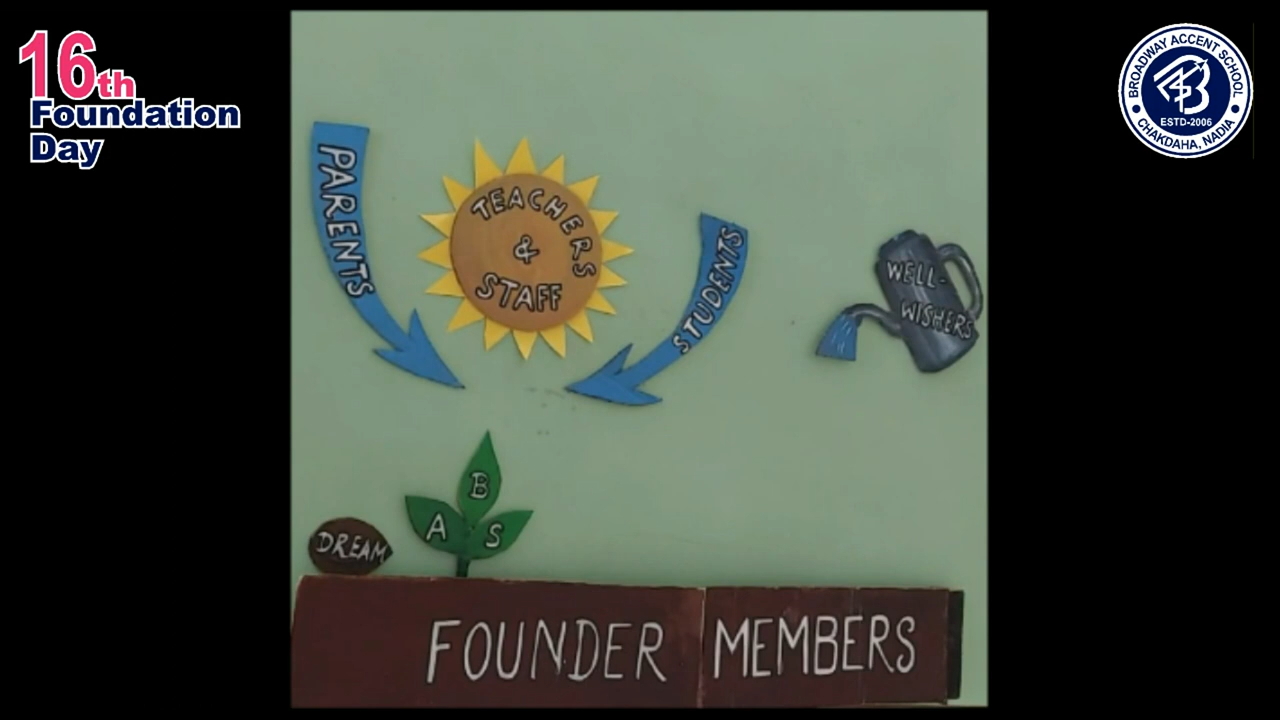 16th
Foundation
Day
BROADWAY ACCENT SCHOOL
ESTD-2006
CHAKDAHA, NADIA
PARENTS
TEACHERS
&
STAFF
STUDENTS
WELL-
WISHERS
B
A S
DREAM
FOUNDER MEMBERS